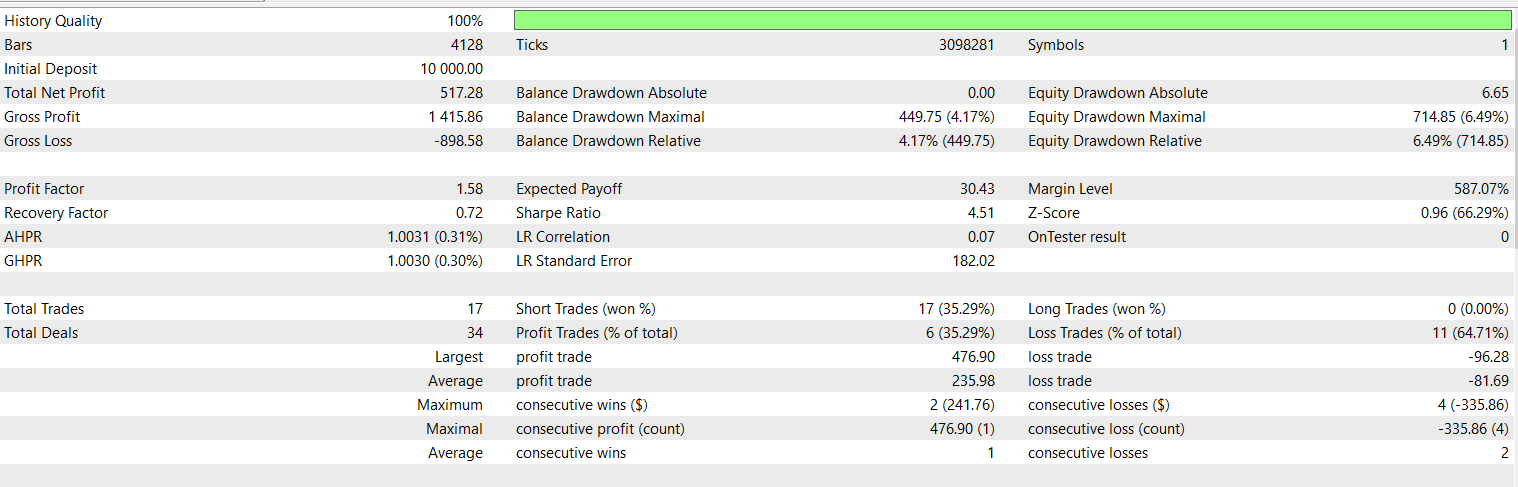 History Quality 100%
Bars 4128 Ticks 3098281 Symbols 1
Initial Deposit 10 000.00
Total Net Profit 517.28 Balance Drawdown Absolute 0.00 Equity Drawdown Absolute 6.65
Gross Profit 1 415.86 Balance Drawdown Maximal 449.75 (4.17%) Equity Drawdown Maximal 714.85 (6.49%)
Gross Loss -898.58 Balance Drawdown Relative 4.17% (449.75) Equity Drawdown Relative 6.49% (714.85)
Profit Factor 1.58 Expected Payoff 30.43 Margin Level 587.07%
Recovery Factor 0.72 Sharpe Ratio 4.51 Z-Score 0.96 (66.29%)
AHPR 1.0031 (0.31%) LR Correlation 0.07 OnTester result 0
GHPR 1.0030 (0.30%) LR Standard Error 182.02
Total Trades 17 Short Trades (won %) 17 (35.29%) Long Trades (won %) 0 (0.00%)
Total Deals 34 Profit Trades (% of total) 6 (35.29%) Loss Trades (% of total) 11 (64.71%)
Largest profit trade 476.90 loss trade -96.28
Average profit trade 235.98 loss trade -81.69
Maximum consecutive wins ($) 2 (241.76) consecutive losses ($) 4 (-335.86)
Maximal consecutive profit (count) 476.90 (1) consecutive loss (count) -335.86 (4)
Average consecutive wins 1 consecutive losses 2